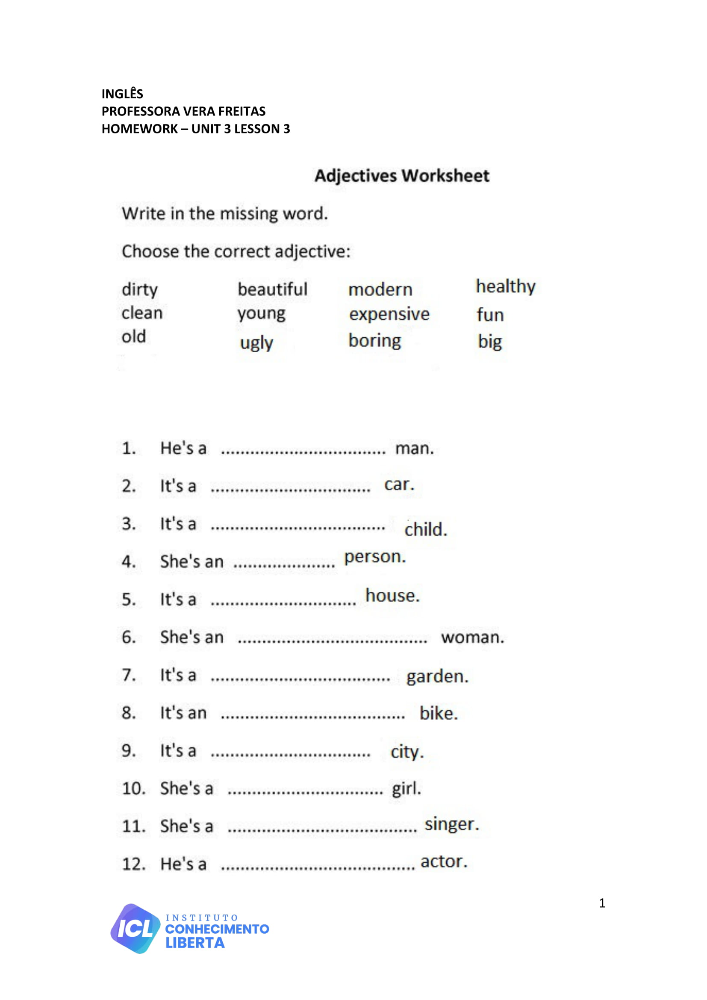 INGLÊS
PROFESSORA VERA FREITAS
HOMEWORK – UNIT 3 LESSON 3
Adjectives Worksheet
Write in the missing word.
Choose the correct adjective:
dirty beautiful modern healthy
clean young expensive fun
old ugly boring big
1. He's a .................................. man.
2. It's a ................................. car.
3. It's a .................................... child.
4. She's an ..................... person.
5. It's a .............................. house.
6. She's an ....................................... woman.
7. It's a ..................................... garden.
8. It's an ...................................... bike.
9. It's a ................................. city.
10. She's a ................................ girl.
11. She's a ....................................... singer.
12. He's a ........................................ actor.
1
ICL
INSTITUTO
CONHECIMENTO
LIBERTA